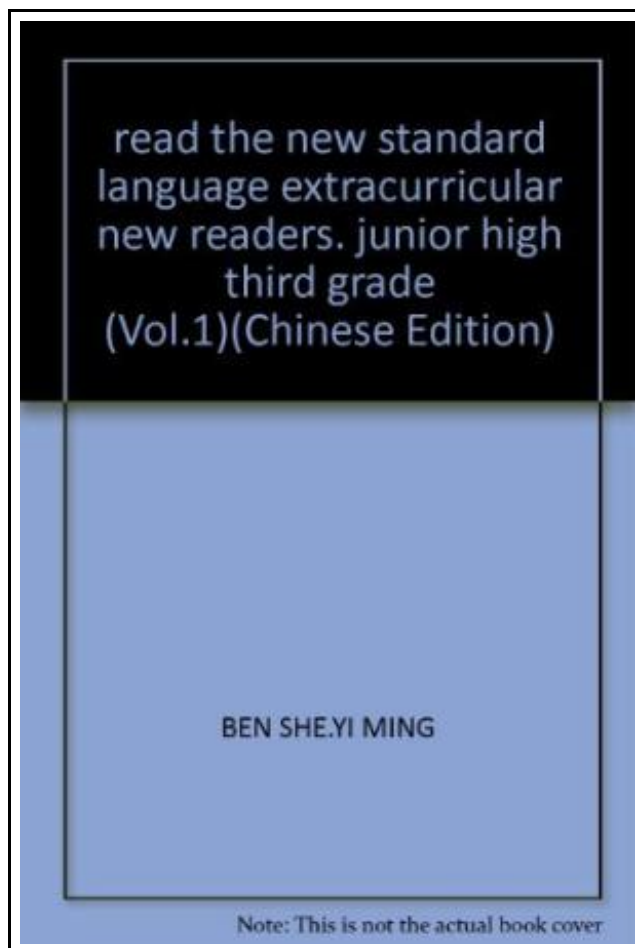 read the new standard
language extracurricular
new readers. junior high
third grade
(Vol.1)(Chinese Edition)
BEN SHE.YI MING
Note: This is not the actual book cover